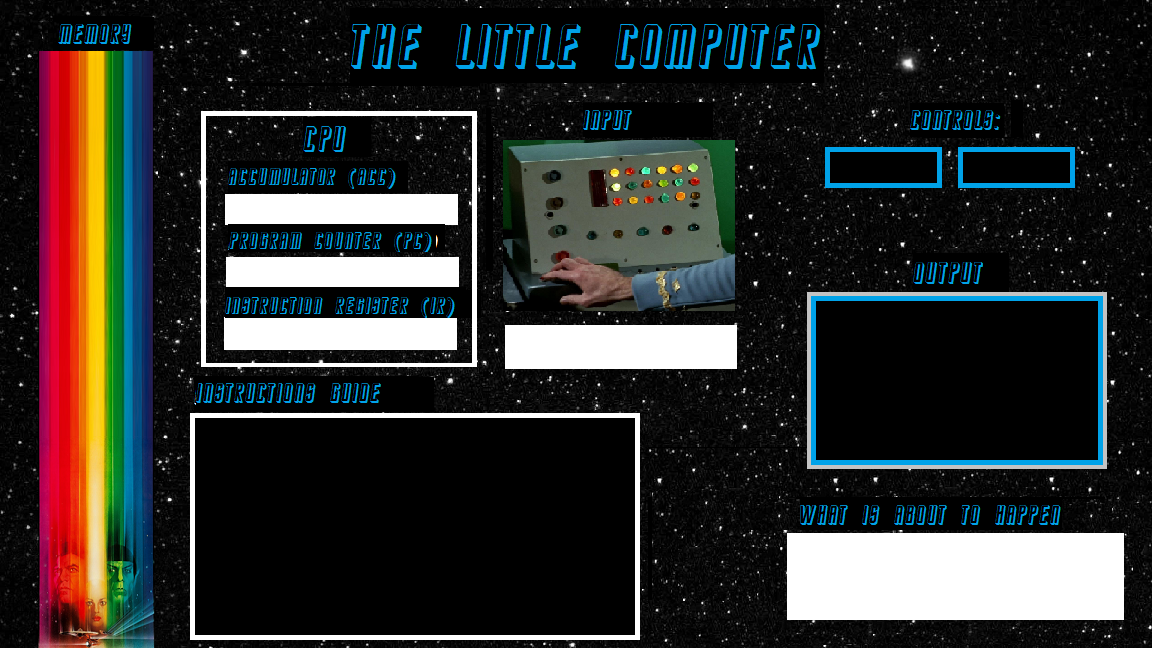 MEMORY
THE LITTLE COMPUTER
CPU
ACCUMULATOR (ACC)
PROGRAM COUNTER (PC)
INSTRUCTION REGISTER (IR)
INPUT
CONTROLS:
OUTPUT
INSTRUCTIONS GUIDE
WHAT IS ABOUT TO HAPPEN